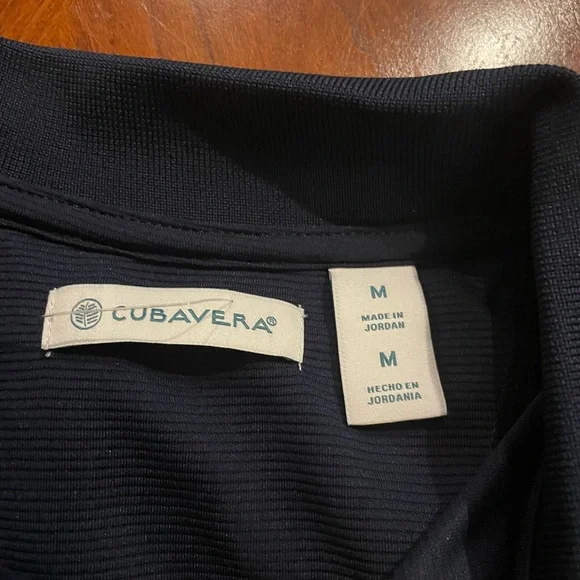 CUBAVERA®
M
MADE IN
JORDAN
M
HECHO EN
JORDANIA